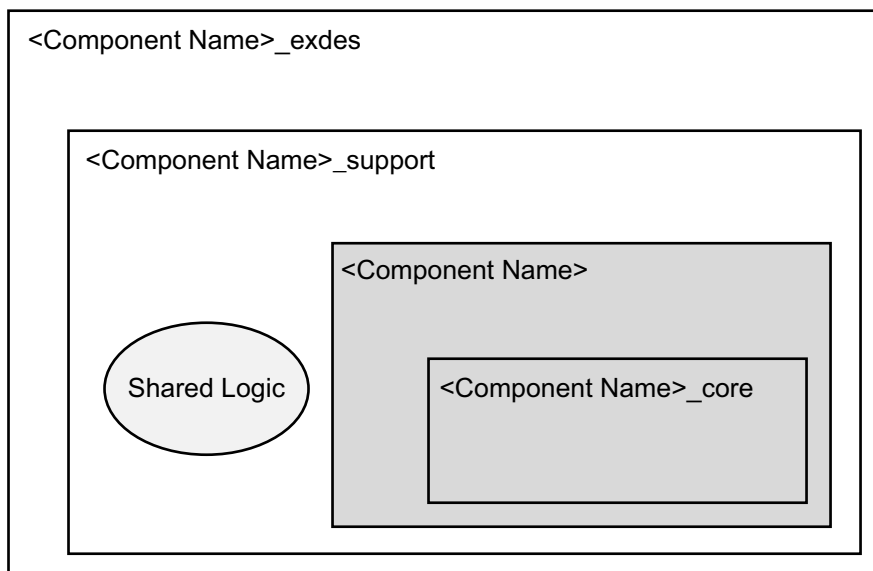 <Component Name>_exdes
<Component Name>_support
<Component Name>
Shared Logic
<Component Name>_core